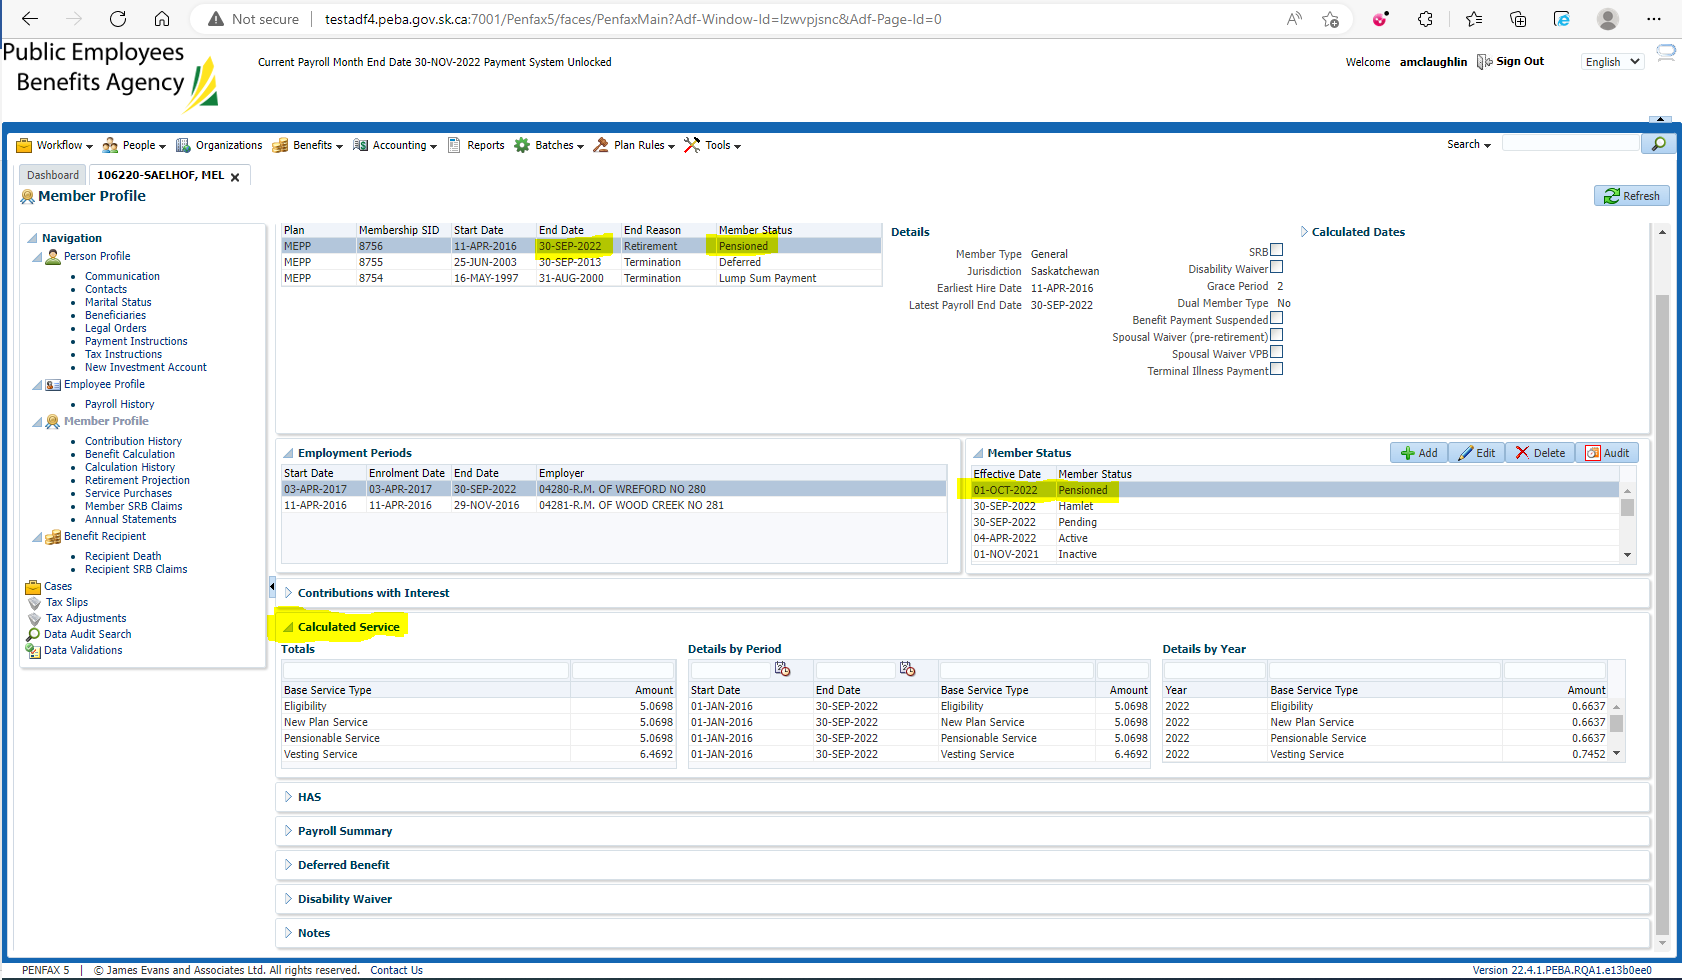 Not secure
testadf4.peba.gov.sk.ca:7001/Penfax5/faces/PenfaxMain?Adf-Window-Id=lzwvpjsnc&Adf-Page-Id=0
Public Employees
Benefits Agency
Current Payroll Month End Date 30-NOV-2022 Payment System Unlocked
Welcome amclaughlin Sign Out English
Workflow People Organizations Benefits Accounting Reports Batches Plan Rules Tools Search
Dashboard 106220-SAELHOF, MEL
Member Profile
Refresh
Navigation
Person Profile
Communication
Contacts
Marital Status
Beneficiaries
Legal Orders
Payment Instructions
Tax Instructions
New Investment Account
Employee Profile
Payroll History
Member Profile
Contribution History
Benefit Calculation
Calculation History
Retirement Projection
Service Purchases
Member SRB Claims
Annual Statements
Benefit Recipient
Recipient Death
Recipient SRB Claims
Cases
Tax Slips
Tax Adjustments
Data Audit Search
Data Validations
Plan Membership SID Start Date End Date End Reason Member Status
MEPP 8756 11-APR-2016 30-SEP-2022 Retirement Pensioned
MEPP 8755 25-JUN-2003 30-SEP-2013 Termination Deferred
MEPP 8754 16-MAY-1997 31-AUG-2000 Termination Lump Sum Payment
Details
Member Type General
Jurisdiction Saskatchewan
Earliest Hire Date 11-APR-2016
Latest Payroll End Date 30-SEP-2022
SRB
Disability Waiver
Grace Period 2
Dual Member Type No
Benefit Payment Suspended
Spousal Waiver (pre-retirement)
Spousal Waiver VPB
Terminal Illness Payment
Calculated Dates
Employment Periods
Start Date Enrolment Date End Date Employer
03-APR-2017 03-APR-2017 30-SEP-2022 04280-R.M. OF WREFORD NO 280
11-APR-2016 11-APR-2016 29-NOV-2016 04281-R.M. OF WOOD CREEK NO 281
Member Status
Add Edit Delete Audit
Effective Date Member Status
01-OCT-2022 Pensioned
30-SEP-2022 Hamlet
30-SEP-2022 Pending
04-APR-2022 Active
01-NOV-2021 Inactive
Contributions with Interest
Calculated Service
Totals
Base Service Type Amount
Eligibility 5.0698
New Plan Service 5.0698
Pensionable Service 5.0698
Vesting Service 6.4692
Details by Period
Start Date End Date Base Service Type Amount
01-JAN-2016 30-SEP-2022 Eligibility 5.0698
01-JAN-2016 30-SEP-2022 New Plan Service 5.0698
01-JAN-2016 30-SEP-2022 Pensionable Service 5.0698
01-JAN-2016 30-SEP-2022 Vesting Service 6.4692
Details by Year
Year Base Service Type Amount
2022 Eligibility 0.6637
2022 New Plan Service 0.6637
2022 Pensionable Service 0.6637
2022 Vesting Service 0.7452
HAS
Payroll Summary
Deferred Benefit
Disability Waiver
Notes
PENFAX 5 | © James Evans and Associates Ltd. All rights reserved. Contact Us
Version 22.4.1.PEBA.RQA1.e13b0ee0